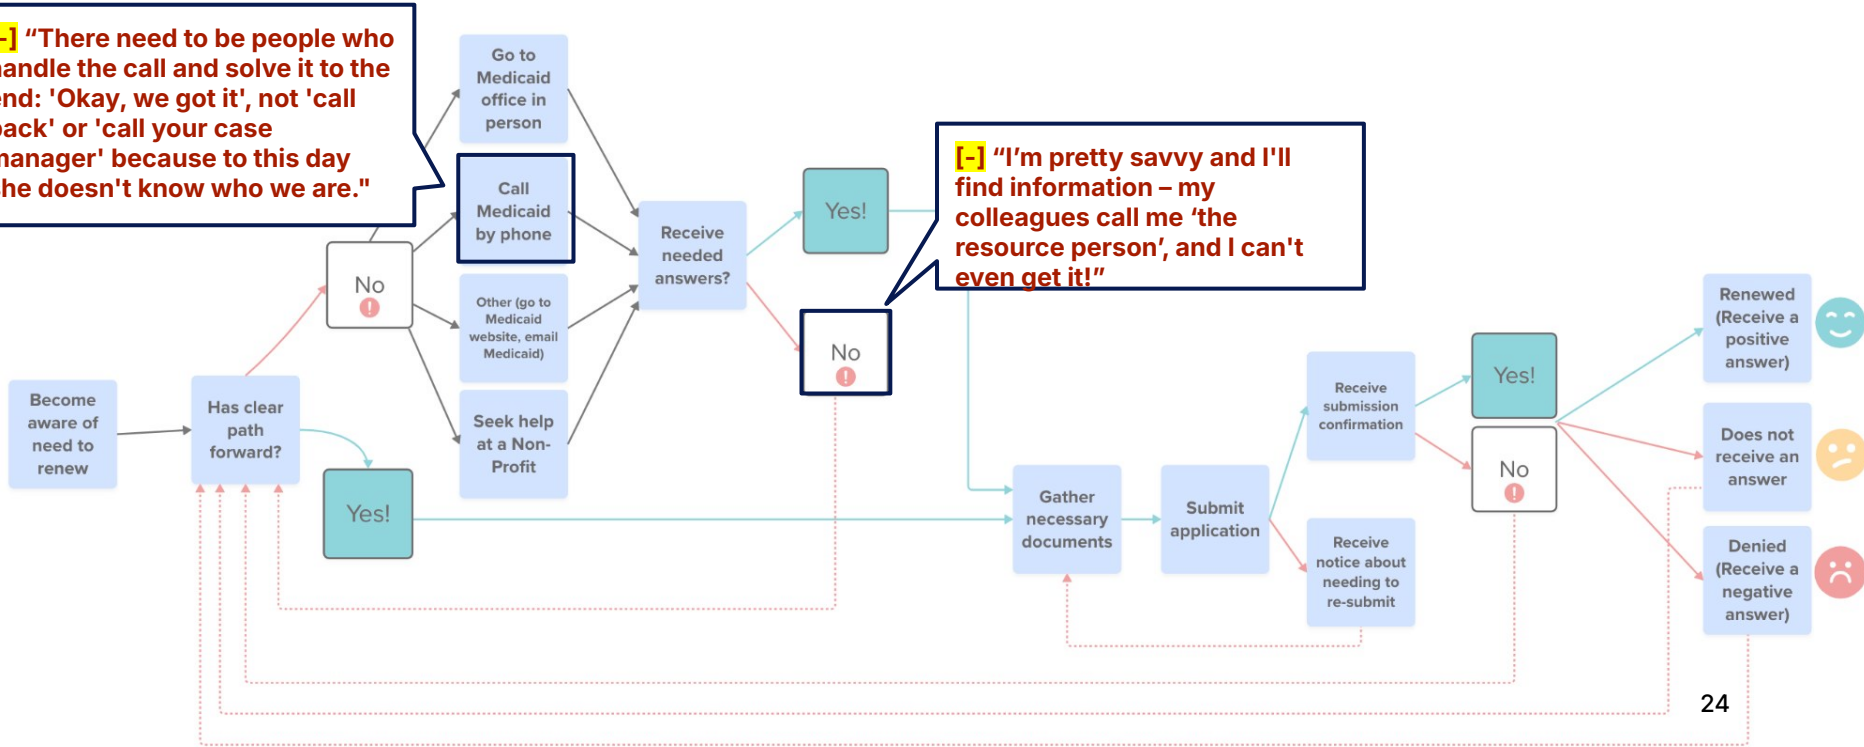 -] “There need to be people who
handle the call and solve it to the
end: 'Okay, we got it', not 'call
back' or 'call your case
manager' because to this day
she doesn't know who we are."
Go to
Medicaid
office in
person
Call
Medicaid
by phone
Other (go to
Medicaid
website, email
Medicaid)
Seek help
at a Non-
Profit
Become
aware of
need to
renew
Has clear
path
forward?
No
!
Yes!
Receive
needed
answers?
Yes!
No
!
[-] “I’m pretty savvy and I'll
find information – my
colleagues call me ‘the
resource person’, and I can't
even get it!”
Gather
necessary
documents
Submit
application
Receive
submission
confirmation
Receive
notice about
needing to
re-submit
Yes!
No
!
Renewed
(Receive a
positive
answer)
Does not
receive an
answer
Denied
(Receive a
negative
answer)
24